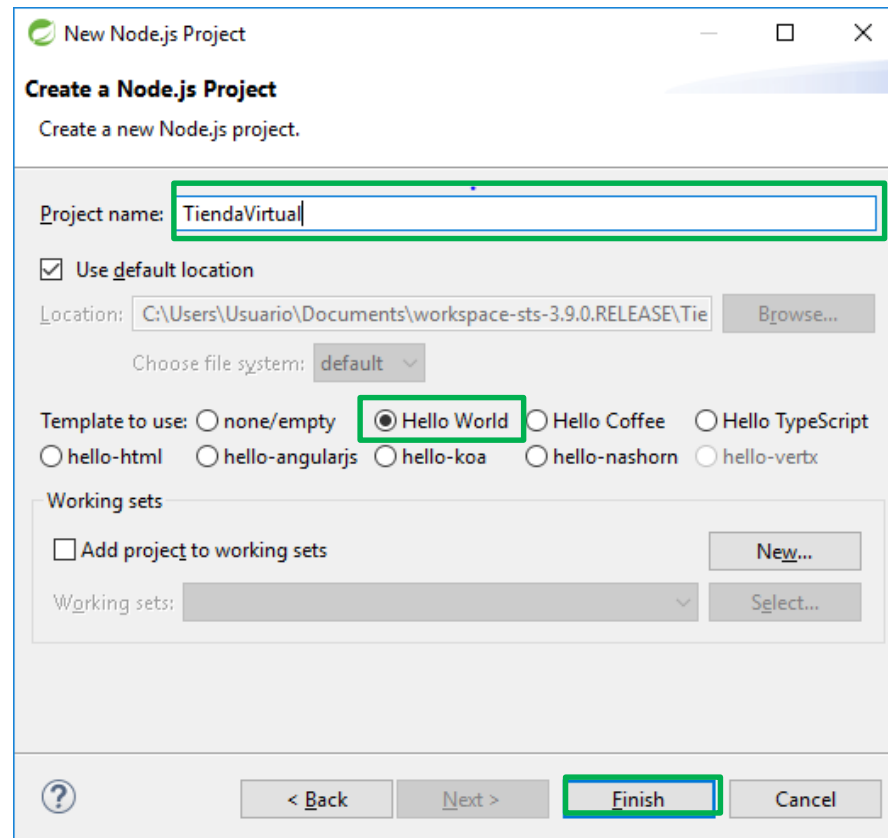 New Node.js Project
Create a Node.js Project
Create a new Node.js project.
Project name: TiendaVirtual
Use default location
Location: C:\Users\Usuario\Documents\workspace-sts-3.9.0.RELEASE\Tie Browse...
Choose file system: default
Template to use: none/empty Hello World Hello Coffee Hello TypeScript
hello-html hello-angularjs hello-koa hello-nashorn hello-vertx
Working sets
Add project to working sets New...
Working sets: Select...
? < Back Next > Finish Cancel